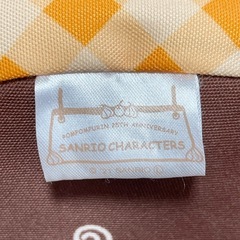 POMPOMPURIN 25TH ANNIVERSARY
SANRIO CHARACTERS